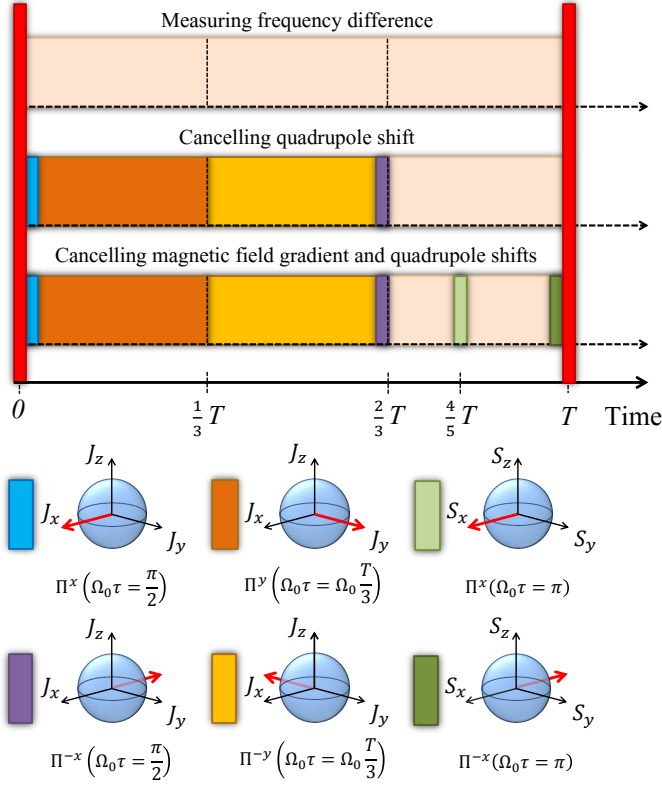 Measuring frequency difference
Cancelling quadrupole shift
Cancelling magnetic field gradient and quadrupole shifts
0 1/3 T 2/3 T 4/5 T T Time
J_z J_z S_z
J_x J_x S_x
J_y J_y S_y
Π^x (Ω_0τ = π/2) Π^y (Ω_0τ = Ω_0 T/3) Π^x(Ω_0τ = π)
J_z J_z S_z
J_x J_x S_x
J_y J_y S_y
Π^−x (Ω_0τ = π/2) Π^−y (Ω_0τ = Ω_0 T/3) Π^−x(Ω_0τ = π)